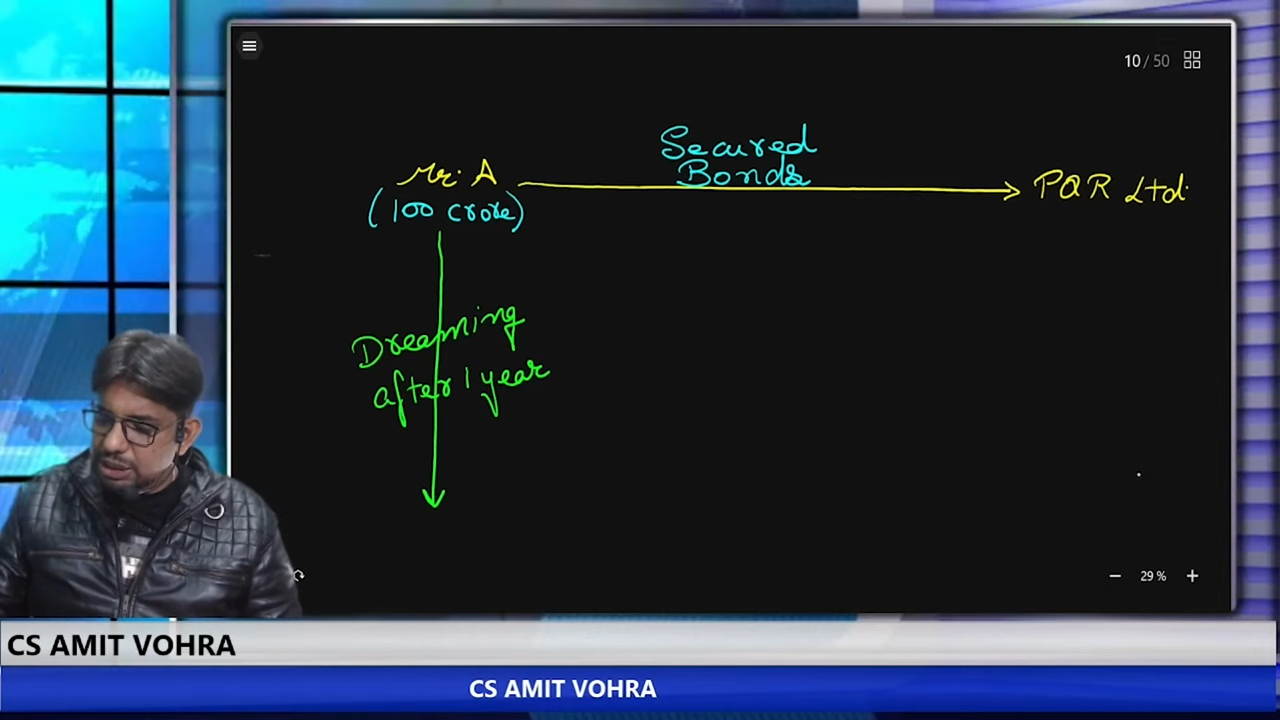 10 / 50
Secured
Bonds
Mr. A
PQR Ltd.
(100 crore)
Dreaming
after 1 year
29 %
CS AMIT VOHRA
CS AMIT VOHRA